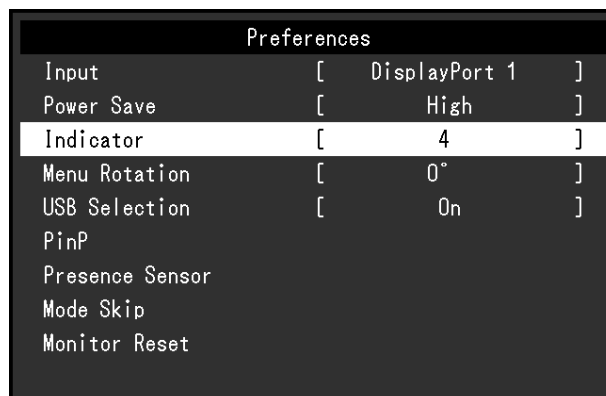 Preferences
Input [ DisplayPort 1 ]
Power Save [ High ]
Indicator [ 4 ]
Menu Rotation [ 0° ]
USB Selection [ On ]
PinP
Presence Sensor
Mode Skip
Monitor Reset